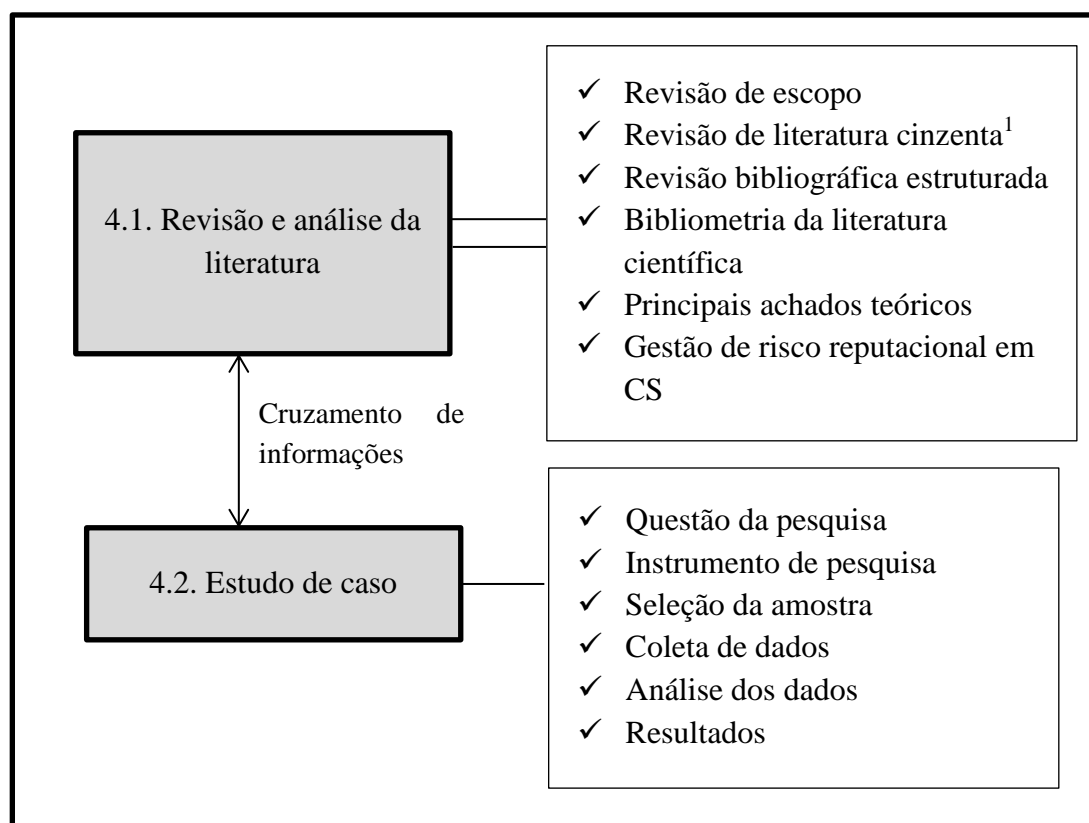 4.1. Revisão e análise da
literatura
✓ Revisão de escopo
✓ Revisão de literatura cinzenta¹
✓ Revisão bibliográfica estruturada
✓ Bibliometria da literatura
científica
✓ Principais achados teóricos
✓ Gestão de risco reputacional em
CS
Cruzamento de
informações
4.2. Estudo de caso
✓ Questão da pesquisa
✓ Instrumento de pesquisa
✓ Seleção da amostra
✓ Coleta de dados
✓ Análise dos dados
✓ Resultados